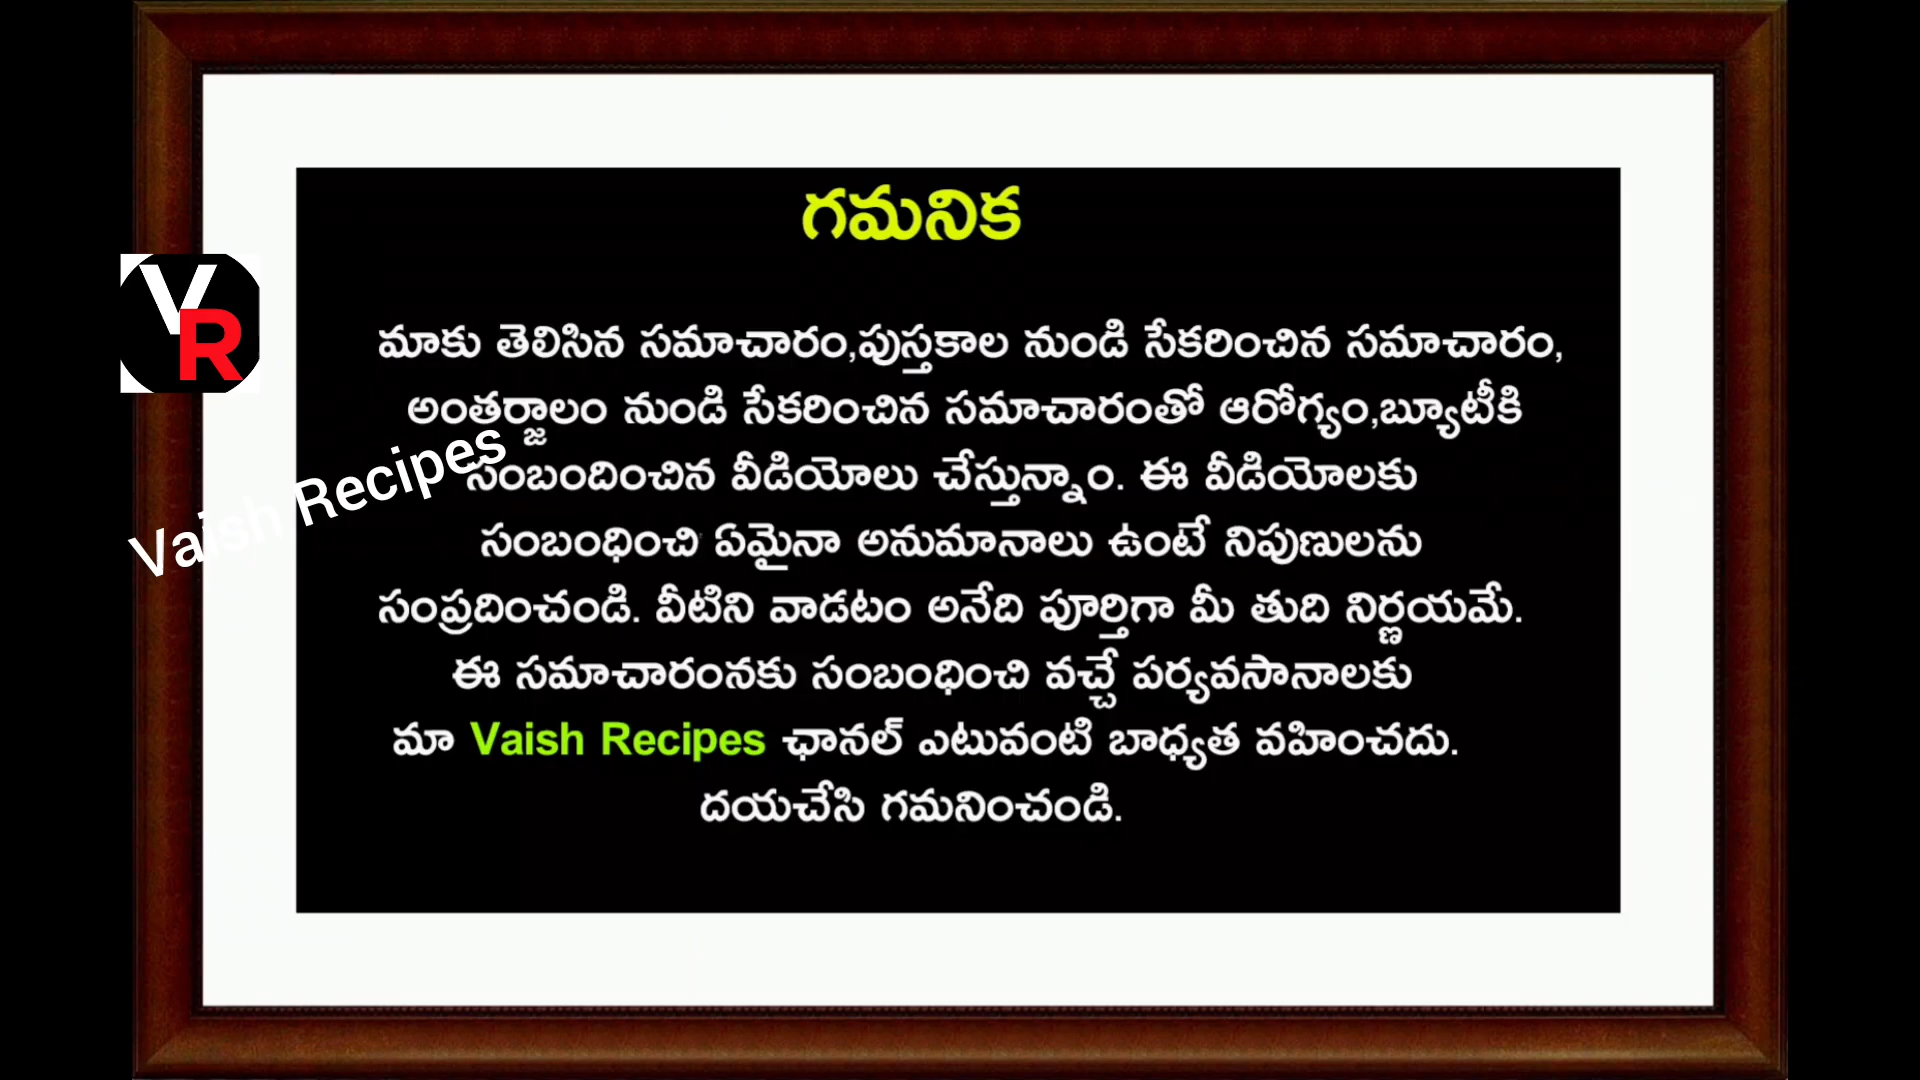 గమనిక
మాకు తెలిసిన సమాచారం,పుస్తకాల నుండి సేకరించిన సమాచారం,
అంతర్జాలం నుండి సేకరించిన సమాచారంతో ఆరోగ్యం,బ్యూటీకి
సంబందించిన వీడియోలు చేస్తున్నాం. ఈ వీడియోలకు
సంబంధించి ఏమైనా అనుమానాలు ఉంటే నిపుణులను
సంప్రదించండి. వీటిని వాడటం అనేది పూర్తిగా మీ తుది నిర్ణయమే.
ఈ సమాచారంనకు సంబంధించి వచ్చే పర్యవసానాలకు
మా Vaish Recipes ఛానల్ ఎటువంటి బాధ్యత వహించదు.
దయచేసి గమనించండి.
VR
Vaish Recipes